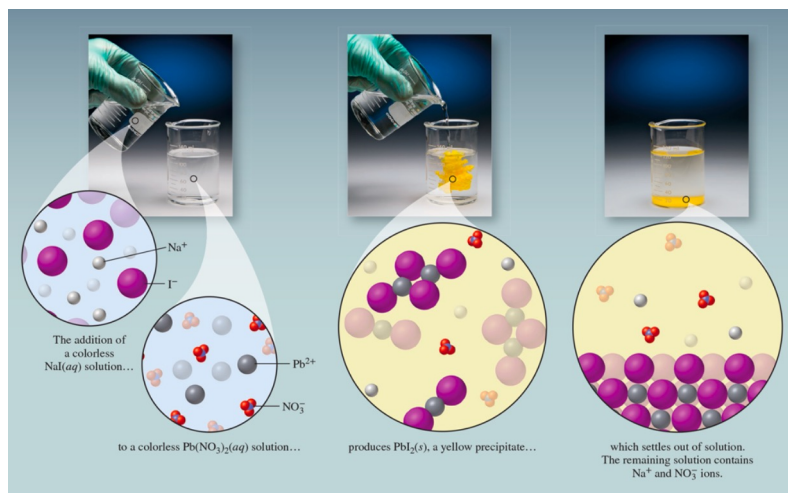 Na⁺
I⁻
The addition of
a colorless
NaI(aq) solution…
Pb²⁺
NO₃⁻
to a colorless Pb(NO₃)₂(aq) solution…
produces PbI₂(s), a yellow precipitate…
which settles out of solution.
The remaining solution contains
Na⁺ and NO₃⁻ ions.